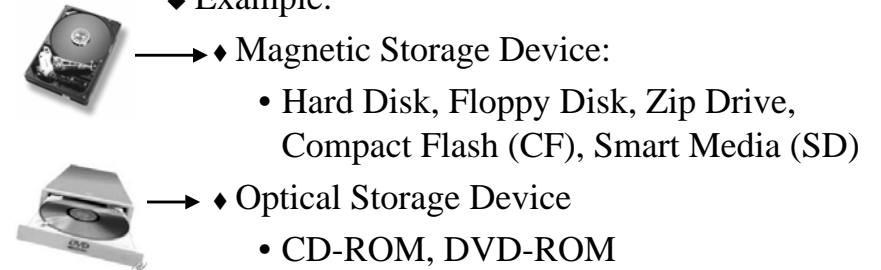 ♦ Example:
♦ Magnetic Storage Device:
• Hard Disk, Floppy Disk, Zip Drive,
Compact Flash (CF), Smart Media (SD)
♦ Optical Storage Device
• CD-ROM, DVD-ROM
DVD